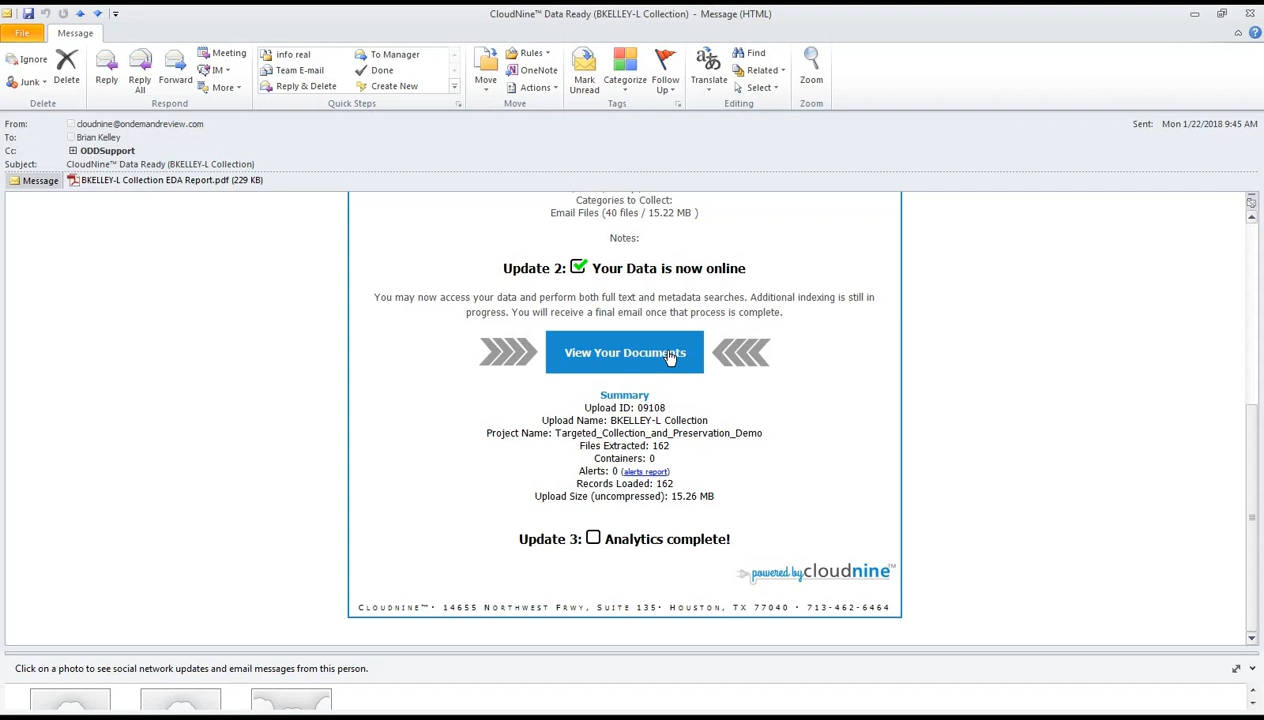 CloudNine™ Data Ready (BKELLEY-L Collection) - Message (HTML)
File
Message
Ignore
Junk
Delete
Reply
Reply All
Forward
Meeting
IM
More
info real
Team E-mail
Reply & Delete
To Manager
Done
Create New
Move
Rules
OneNote
Actions
Mark Unread
Categorize
Follow Up
Translate
Find
Related
Select
Zoom
Delete
Respond
Quick Steps
Move
Tags
Editing
Zoom
From: cloudnine@ondemandreview.com
Sent: Mon 1/22/2018 9:45 AM
To: Brian Kelley
Cc: ODDSupport
Subject: CloudNine™ Data Ready (BKELLEY-L Collection)
Message
BKELLEY-L Collection EDA Report.pdf (229 KB)
Categories to Collect:
Email Files (40 files / 15.22 MB )
Notes:
Update 2: Your Data is now online
You may now access your data and perform both full text and metadata searches. Additional indexing is still in
progress. You will receive a final email once that process is complete.
View Your Documents
Summary
Upload ID: 09108
Upload Name: BKELLEY-L Collection
Project Name: Targeted_Collection_and_Preservation_Demo
Files Extracted: 162
Containers: 0
Alerts: 0 (alerts report)
Records Loaded: 162
Upload Size (uncompressed): 15.26 MB
Update 3: Analytics complete!
powered by cloudnine™
CloudNine™· 14655 Northwest Frwy, Suite 135· Houston, TX 77040 · 713-462-6464
Click on a photo to see social network updates and email messages from this person.